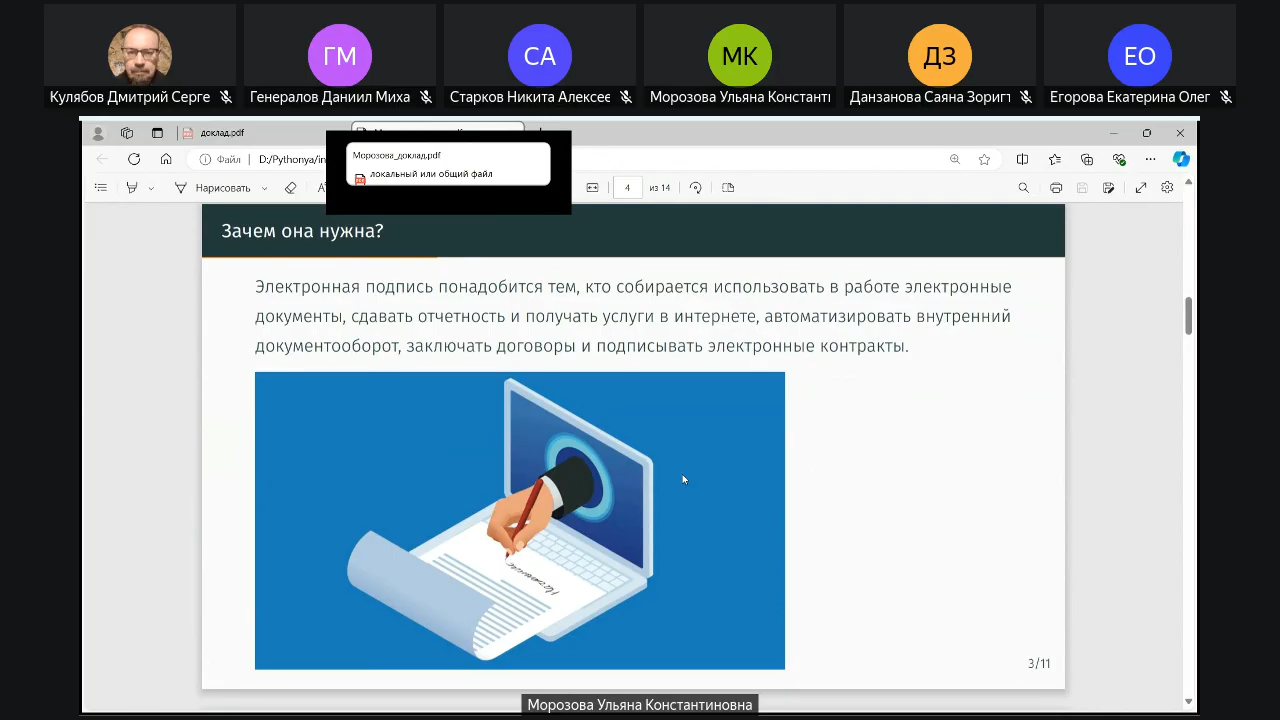 ГМ
СА
МК
ДЗ
ЕО
Кулябов Дмитрий Серге
Генералов Даниил Миха
Старков Никита Алексее
Морозова Ульяна Константи
Данзанова Саяна Зориг
Егорова Екатерина Олег
доклад.pdf
Морозова_доклад.pdf
локальный или общий файл
Файл
D:/Pythonya/in
Нарисовать
4
из 14
Зачем она нужна?
Электронная подпись понадобится тем, кто собирается использовать в работе электронные
документы, сдавать отчетность и получать услуги в интернете, автоматизировать внутренний
документооборот, заключать договоры и подписывать электронные контракты.
3/11
Морозова Ульяна Константиновна